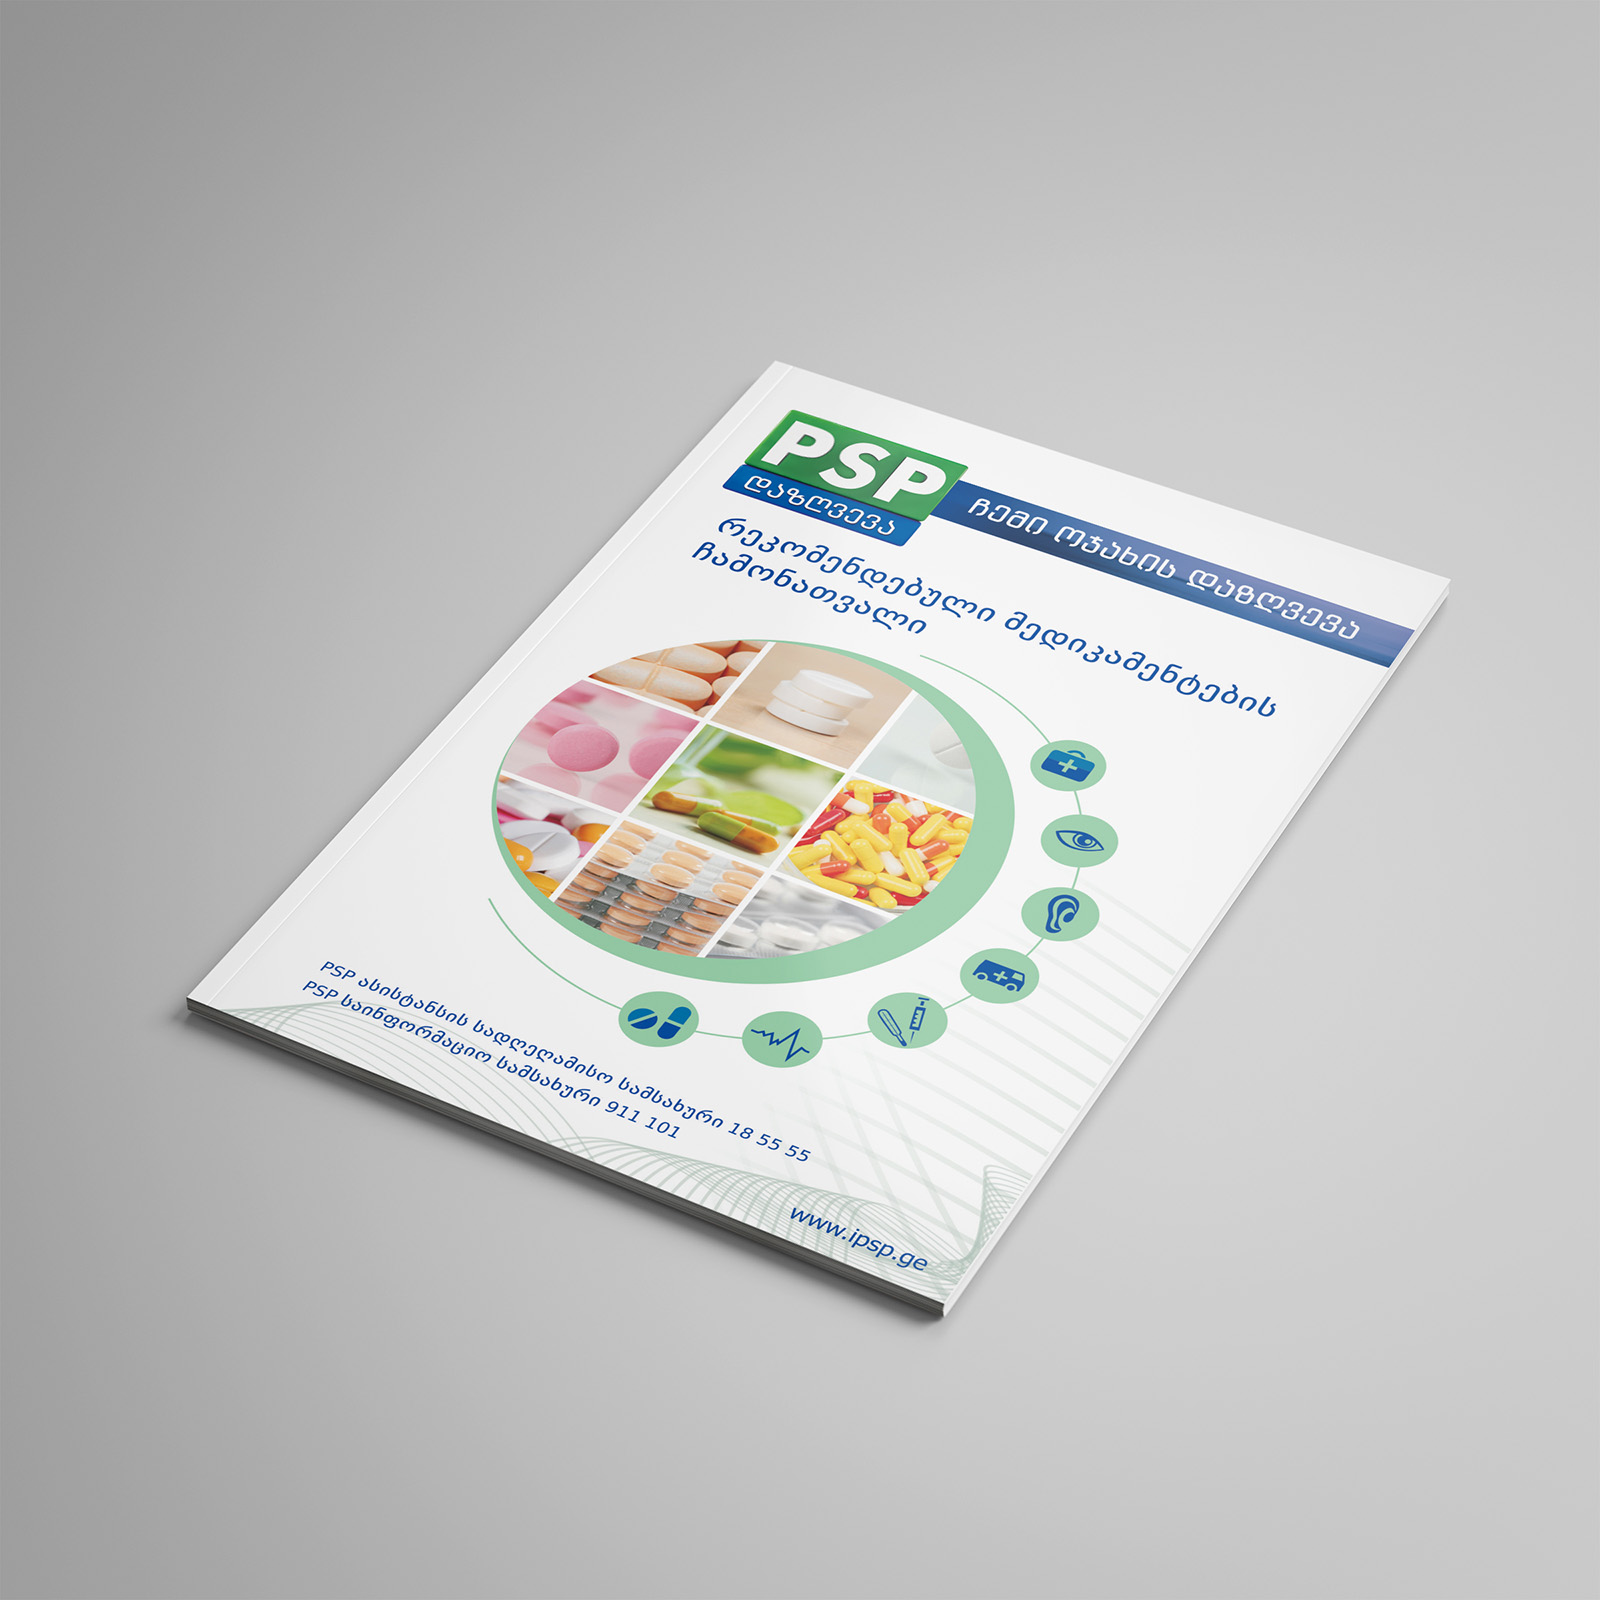 PSP
დაზღვევა
ჩემი ოჯახის დაზღვევა
რეკომენდებული მედიკამენტების
ჩამონათვალი
PSP ასისტანსის სადღეღამისო სამსახური 18 55 55
PSP საინფორმაციო სამსახური 911 101
www.ipsp.ge